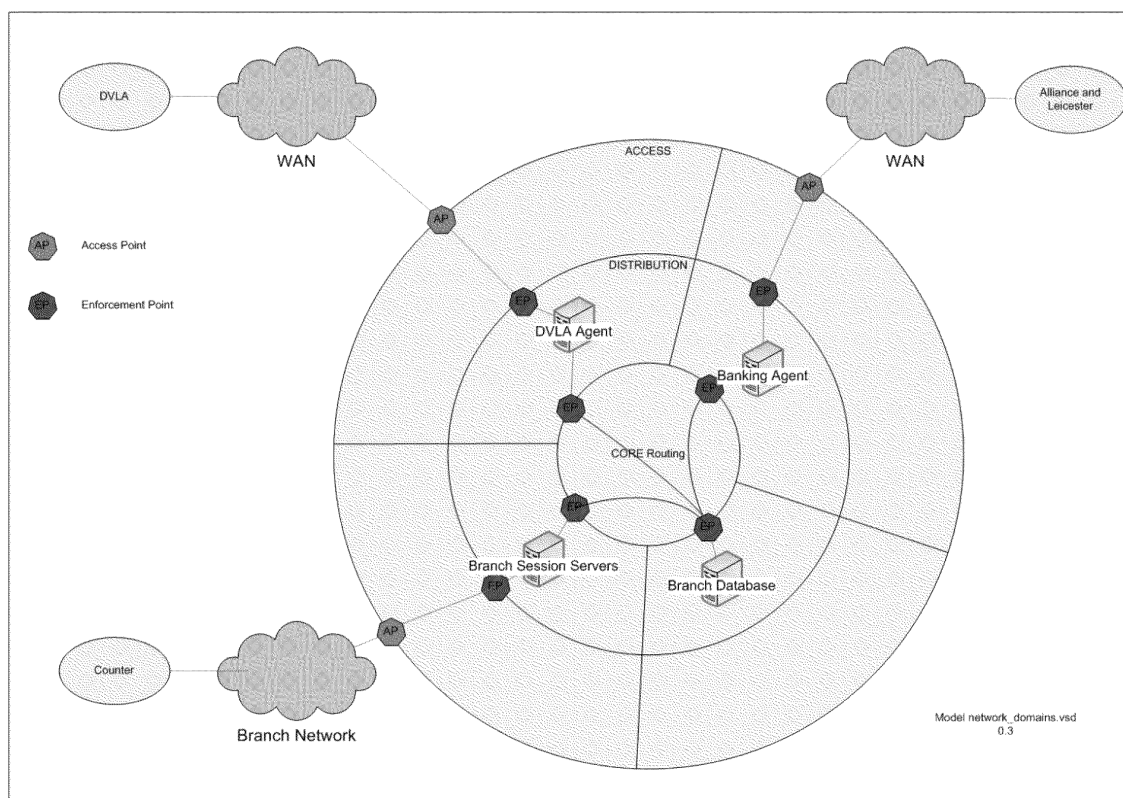 DVLA
WAN
Alliance and
Leicester
WAN
ACCESS
AP
AP
AP
Access Point
DISTRIBUTION
EP
Enforcement Point
EP
EP
DVLA Agent
Banking Agent
EP
EP
CORE Routing
EP
EP
Branch Session Servers
EP
Branch Database
AP
Counter
Branch Network
Model network_domains.vsd
0.3